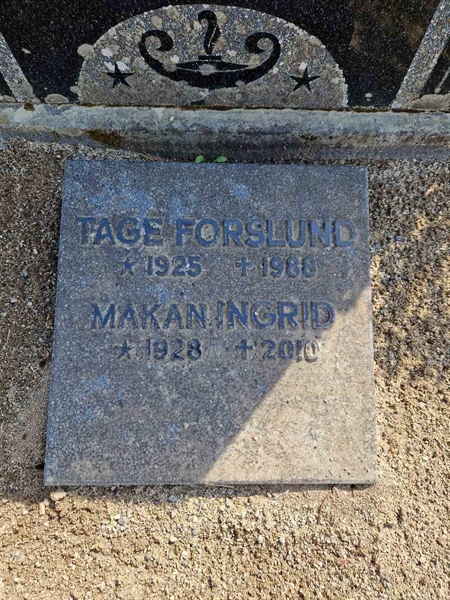 TAGE FORSLUND
★ 1925 ✝ 1988
MAKAN INGRID
★ 1928 ✝ 2010